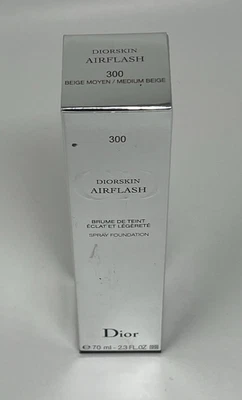 DIORSKIN
AIRFLASH
300
BEIGE MOYEN / MEDIUM BEIGE
300
DIORSKIN
AIRFLASH
BRUME DE TEINT
ÉCLAT ET LÉGÈRETÉ
SPRAY FOUNDATION
Dior
℮ 70 ml - 2.3 FL.OZ